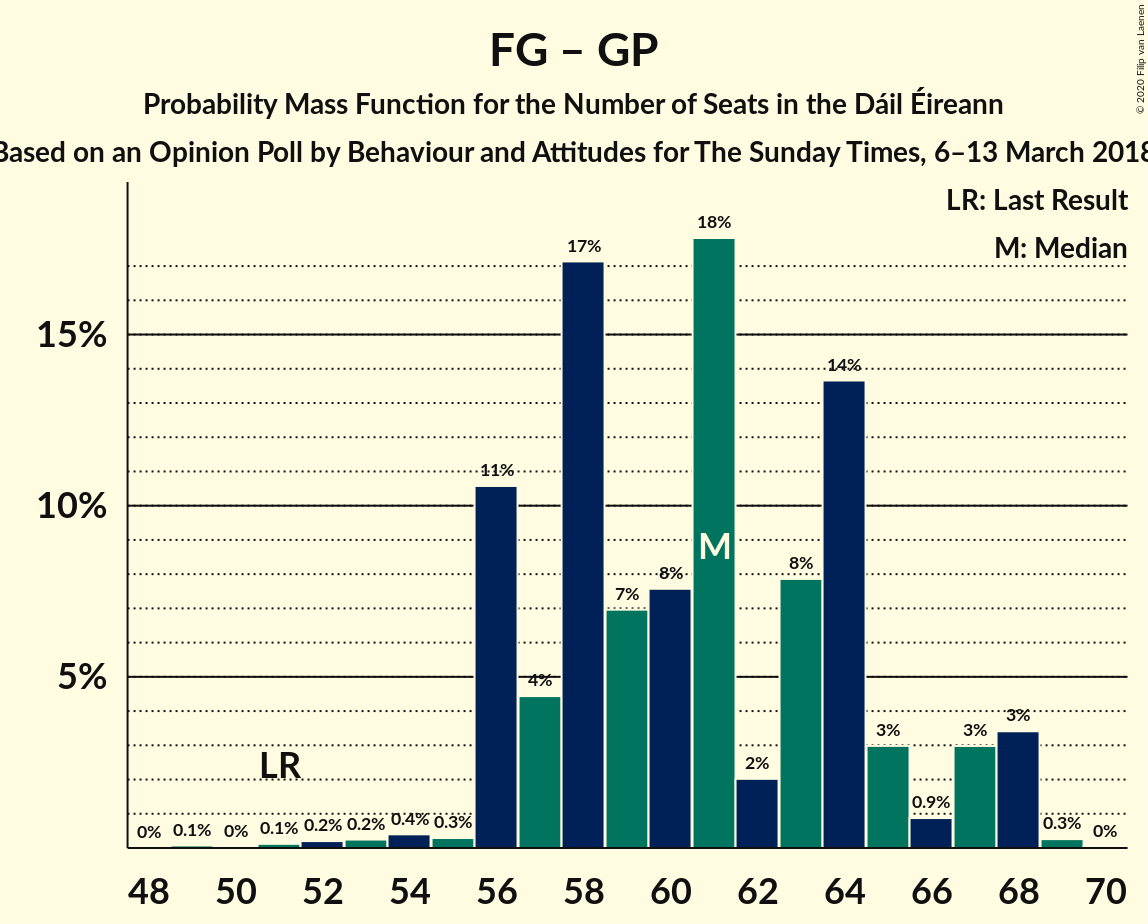 FG – GP
Probability Mass Function for the Number of Seats in the Dáil Éireann
Based on an Opinion Poll by Behaviour and Attitudes for The Sunday Times, 6–13 March 2018
© 2020 Filip van Laenen
LR: Last Result
M: Median
15%
10%
5%
LR
M
0%
0.1%
0%
0.1%
0.2%
0.2%
0.4%
0.3%
11%
4%
17%
7%
8%
18%
2%
8%
14%
3%
0.9%
3%
3%
0.3%
0%
48 50 52 54 56 58 60 62 64 66 68 70